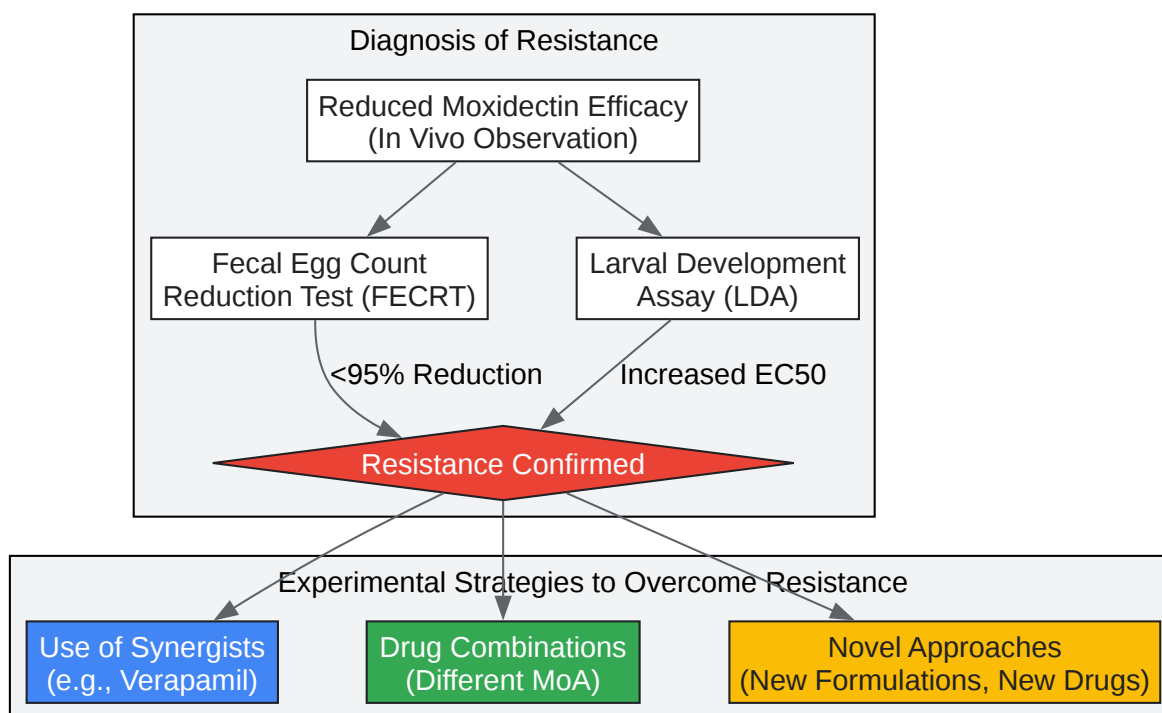 Diagnosis of Resistance
Reduced Moxidectin Efficacy
(In Vivo Observation)
Fecal Egg Count
Reduction Test (FECRT)
Larval Development
Assay (LDA)
<95% Reduction
Increased EC50
Resistance Confirmed
Experimental Strategies to Overcome Resistance
Use of Synergists
(e.g., Verapamil)
Drug Combinations
(Different MoA)
Novel Approaches
(New Formulations, New Drugs)